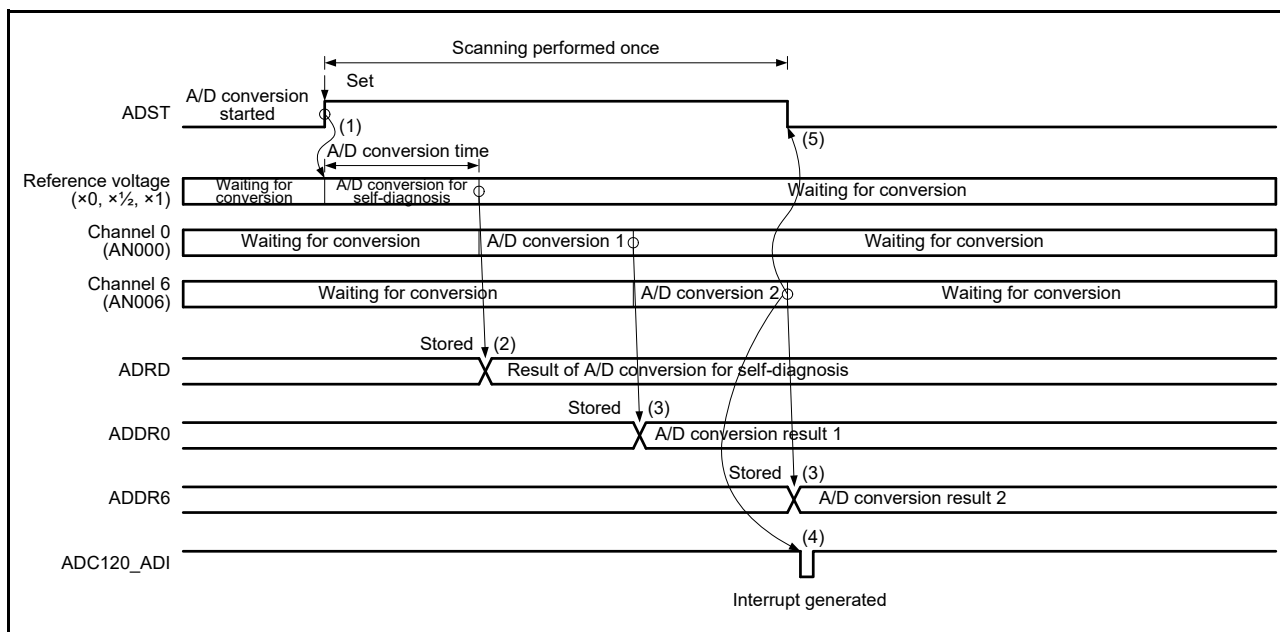 Scanning performed once
Set
A/D conversion
started
ADST
(1)
(5)
A/D conversion time
Reference voltage
(×0, ×½, ×1)
Waiting for
conversion
A/D conversion for
self-diagnosis
Waiting for conversion
Channel 0
(AN000)
Waiting for conversion
A/D conversion 1
Waiting for conversion
Channel 6
(AN006)
Waiting for conversion
A/D conversion 2
Waiting for conversion
Stored (2)
ADRD
Result of A/D conversion for self-diagnosis
Stored (3)
ADDR0
A/D conversion result 1
Stored (3)
ADDR6
A/D conversion result 2
(4)
ADC120_ADI
Interrupt generated